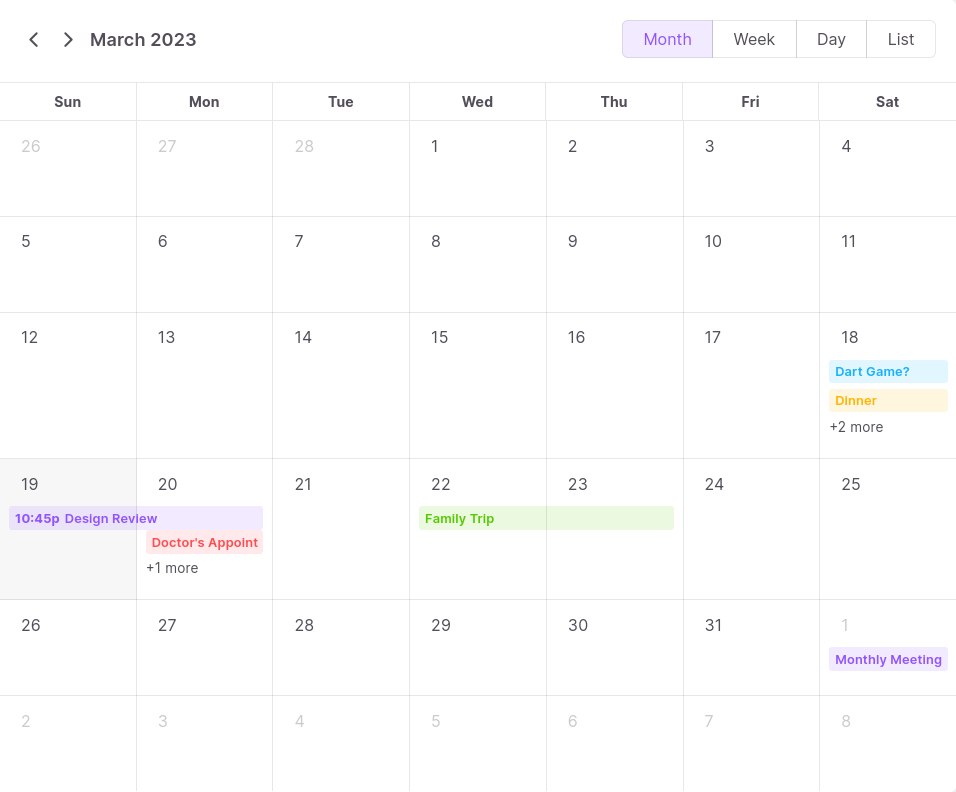 March 2023
Month Week Day List
Sun Mon Tue Wed Thu Fri Sat
26 27 28 1 2 3 4
5 6 7 8 9 10 11
12 13 14 15 16 17 18
Dart Game?
Dinner
+2 more
19 20 21 22 23 24 25
10:45p Design Review Family Trip
Doctor's Appoint
+1 more
26 27 28 29 30 31 1
Monthly Meeting
2 3 4 5 6 7 8